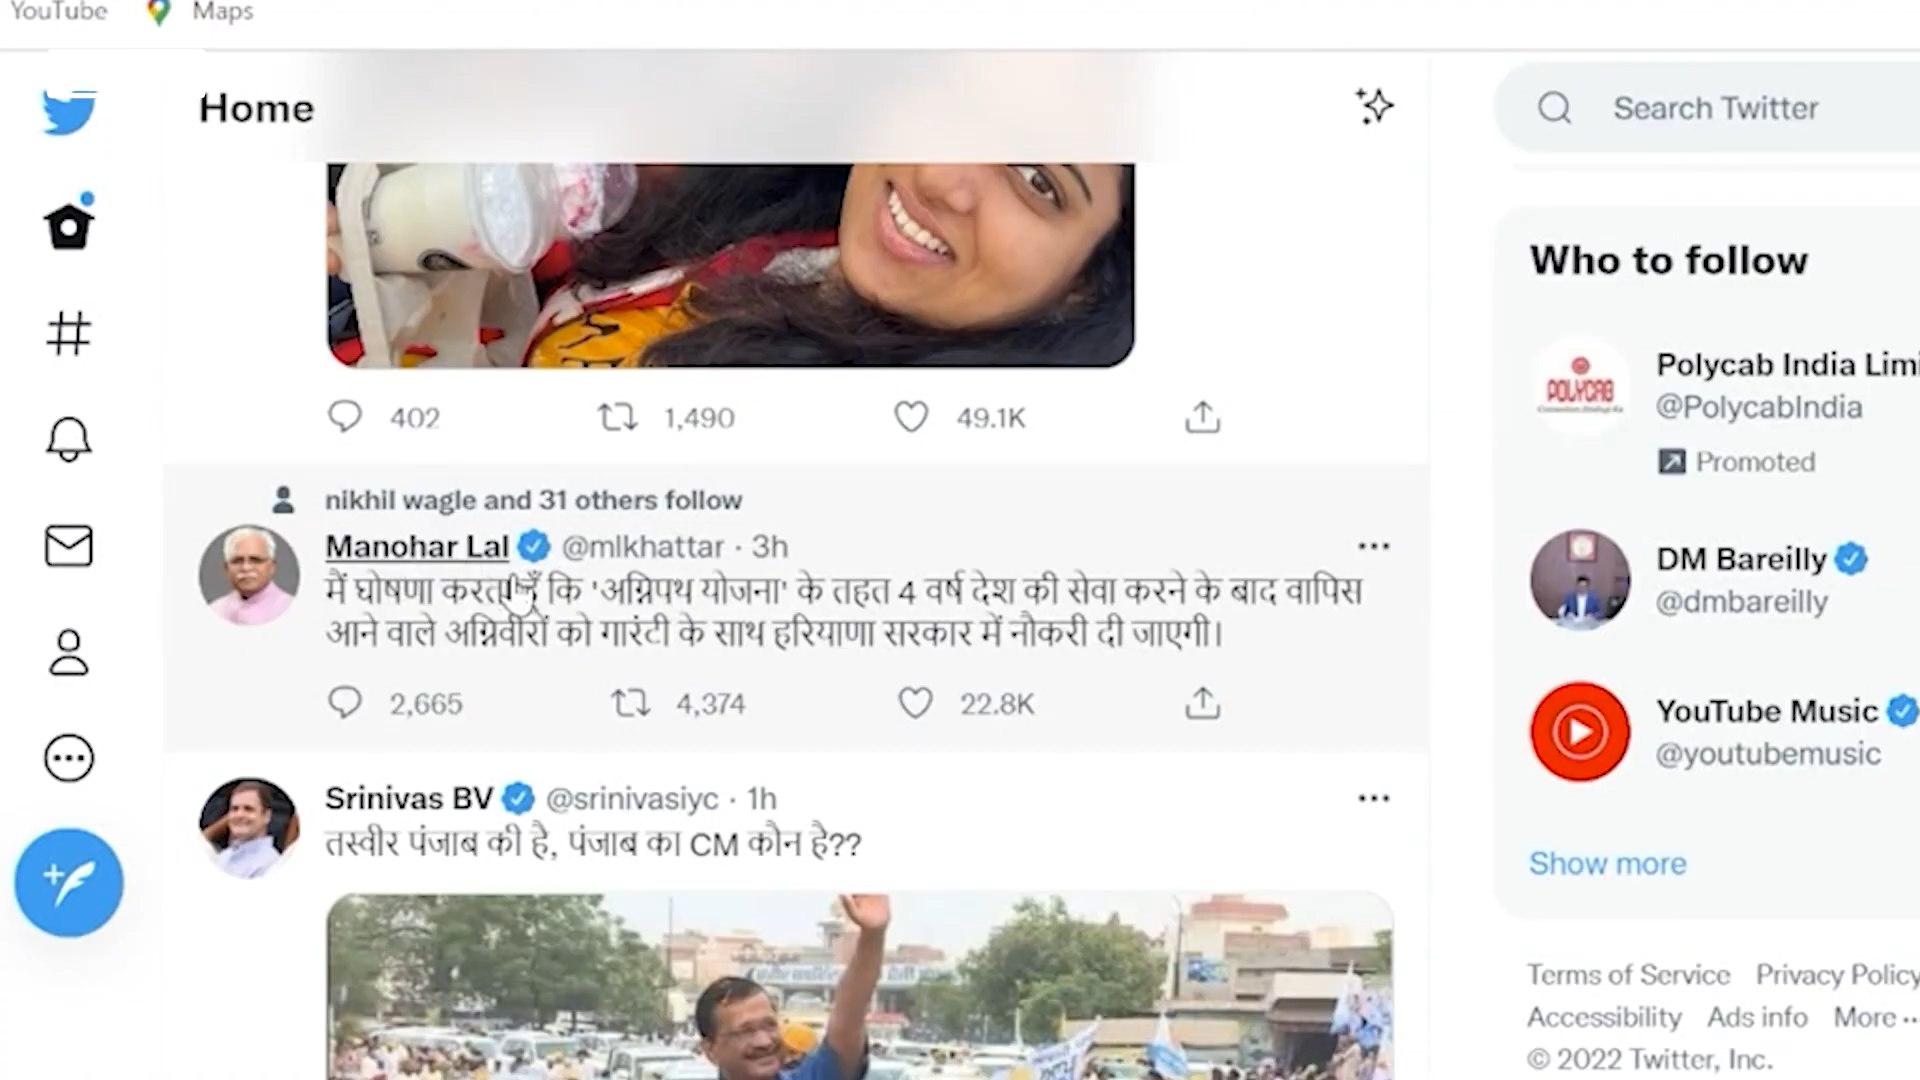 YouTube Maps
Home
Search Twitter
Who to follow
POLYCAB
Polycab India Limi
@PolycabIndia
Promoted
402 1,490 49.1K
nikhil wagle and 31 others follow
Manohar Lal @mlkhattar · 3h
मैं घोषणा करता हूँ कि 'अग्निपथ योजना' के तहत 4 वर्ष देश की सेवा करने के बाद वापिस
आने वाले अग्निवीरों को गारंटी के साथ हरियाणा सरकार में नौकरी दी जाएगी।
2,665 4,374 22.8K
DM Bareilly
@dmbareilly
YouTube Music
@youtubemusic
Show more
Srinivas BV @srinivasiyc · 1h
तस्वीर पंजाब की है, पंजाब का CM कौन है??
Terms of Service Privacy Policy
Accessibility Ads info More ···
© 2022 Twitter, Inc.